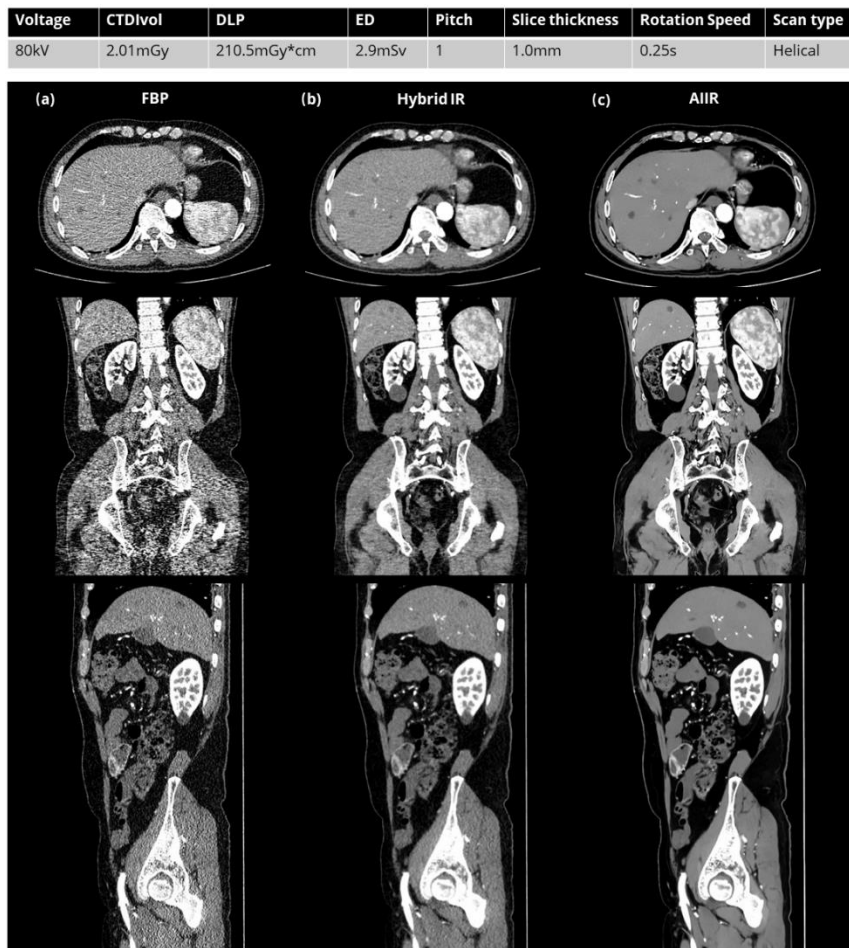 Voltage CTDIvol DLP ED Pitch Slice thickness Rotation Speed Scan type
80kV 2.01mGy 210.5mGy*cm 2.9mSv 1 1.0mm 0.25s Helical
(a) FBP (b) Hybrid IR (c) AIIR